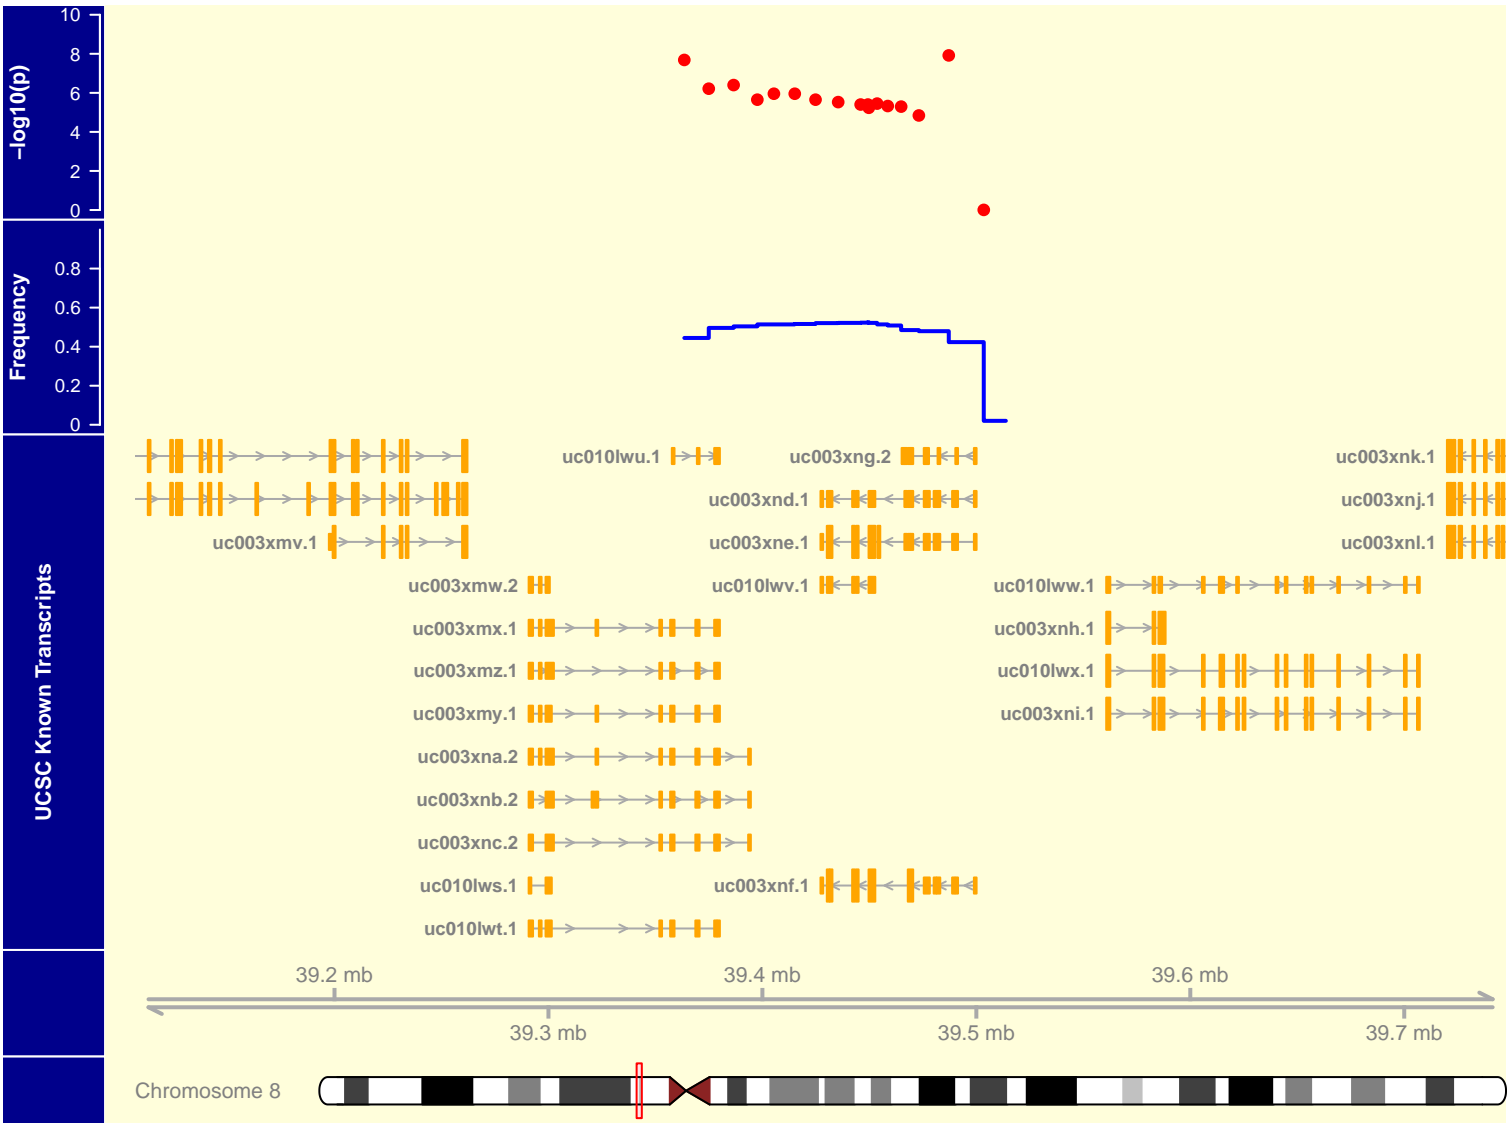 −log10(p)
10
8
6
4
2
0
Frequency
0.8
0.6
0.4
0.2
0
UCSC Known Transcripts
uc010lwu.1
uc003xng.2
uc003xnk.1
uc003xnd.1
uc003xnj.1
uc003xmv.1
uc003xne.1
uc003xnl.1
uc003xmw.2
uc010lwv.1
uc010lww.1
uc003xmx.1
uc003xnh.1
uc003xmz.1
uc010lwx.1
uc003xmy.1
uc003xni.1
uc003xna.2
uc003xnb.2
uc003xnc.2
uc010lws.1
uc003xnf.1
uc010lwt.1
39.2 mb
39.4 mb
39.6 mb
39.3 mb
39.5 mb
39.7 mb
Chromosome 8